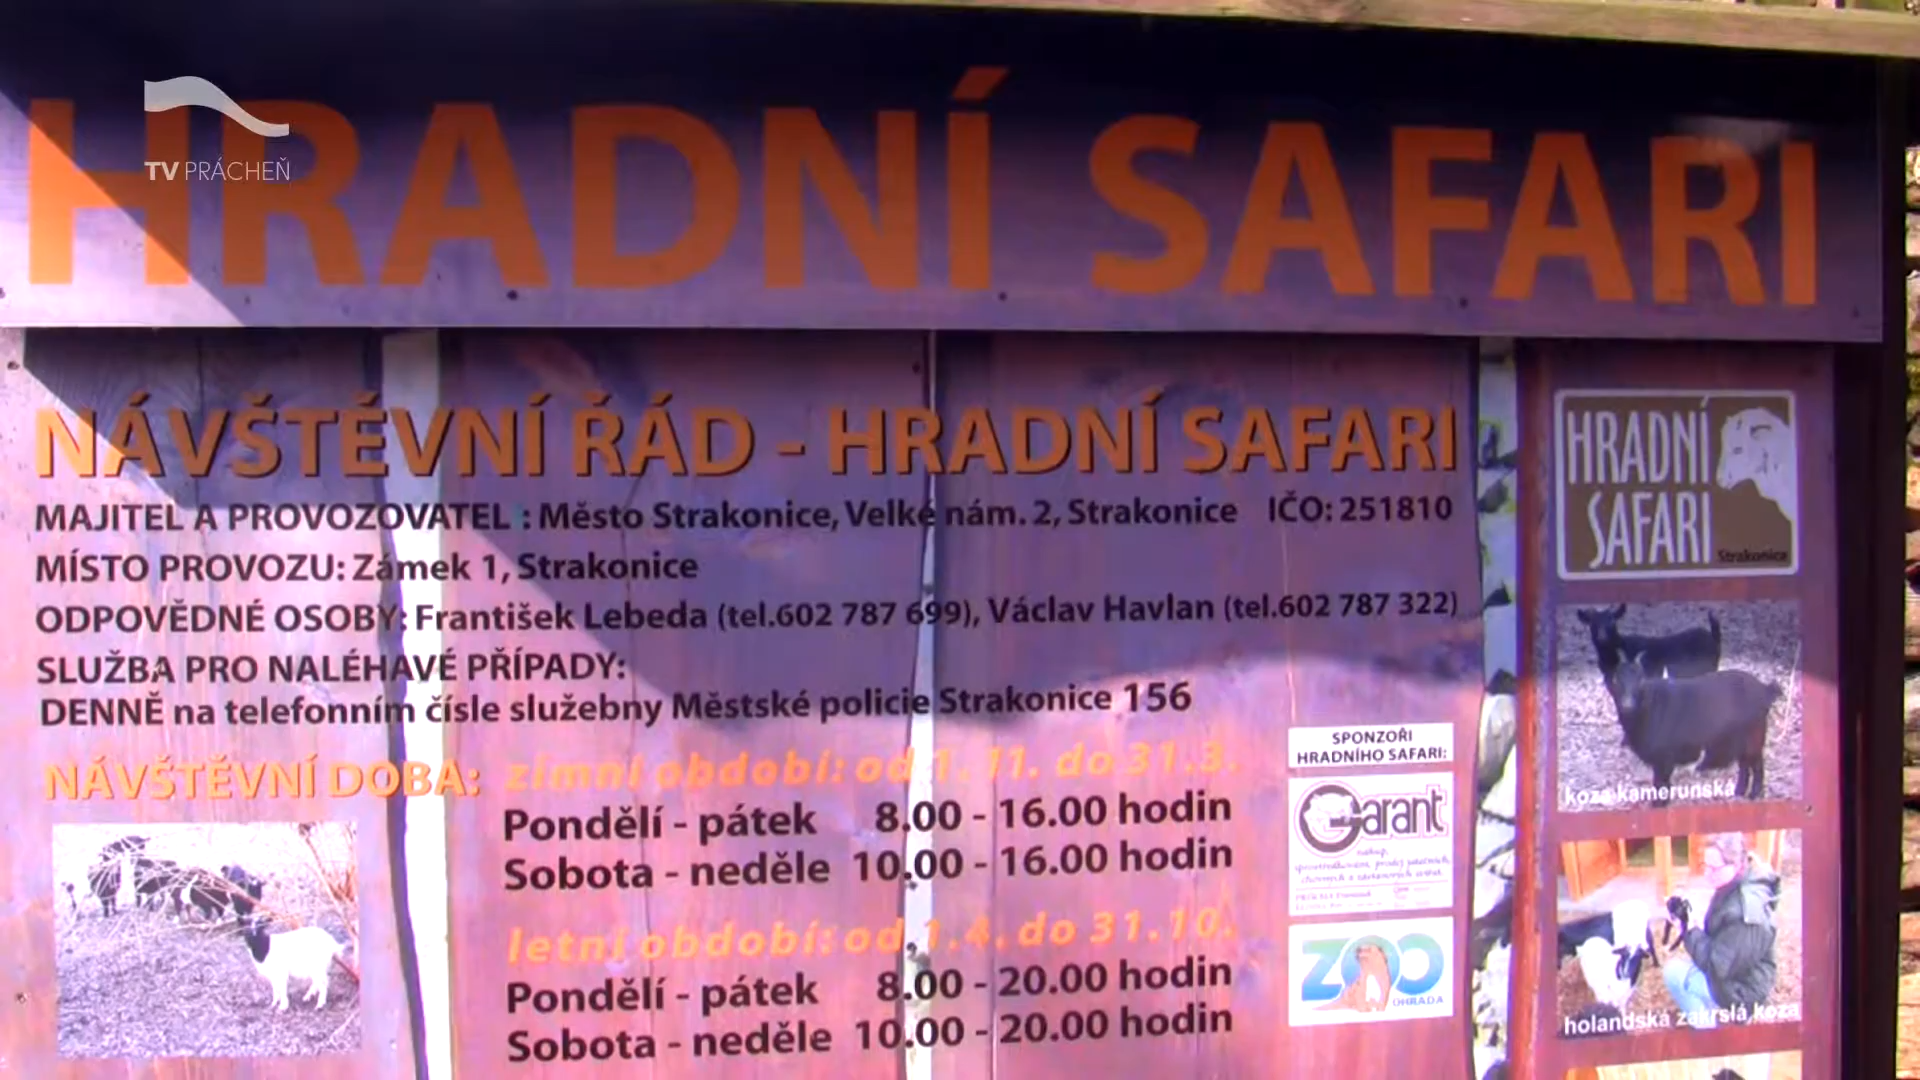 HRADNÍ SAFARI
TV PRÁCHEŇ
NÁVŠTĚVNÍ ŘÁD - HRADNÍ SAFARI
MAJITEL A PROVOZOVATEL : Město Strakonice, Velké nám. 2, Strakonice IČO: 251810
MÍSTO PROVOZU: Zámek 1, Strakonice
ODPOVĚDNÉ OSOBY: František Lebeda (tel.602 787 699), Václav Havlan (tel.602 787 322)
SLUŽBA PRO NALÉHAVÉ PŘÍPADY:
DENNĚ na telefonním čísle služebny Městské policie Strakonice 156
NÁVŠTĚVNÍ DOBA:
zimní období: od 1.11. do 31.3.
Pondělí - pátek 8.00 - 16.00 hodin
Sobota - neděle 10.00 - 16.00 hodin
letní období: od 1.4. do 31.10.
Pondělí - pátek 8.00 - 20.00 hodin
Sobota - neděle 10.00 - 20.00 hodin
SPONZOŘI
HRADNÍHO SAFARI:
Garant
ZOO
OHRADA
HRADNÍ
SAFARI
Strakonice
koza kamerunská
holandská zakrslá koza